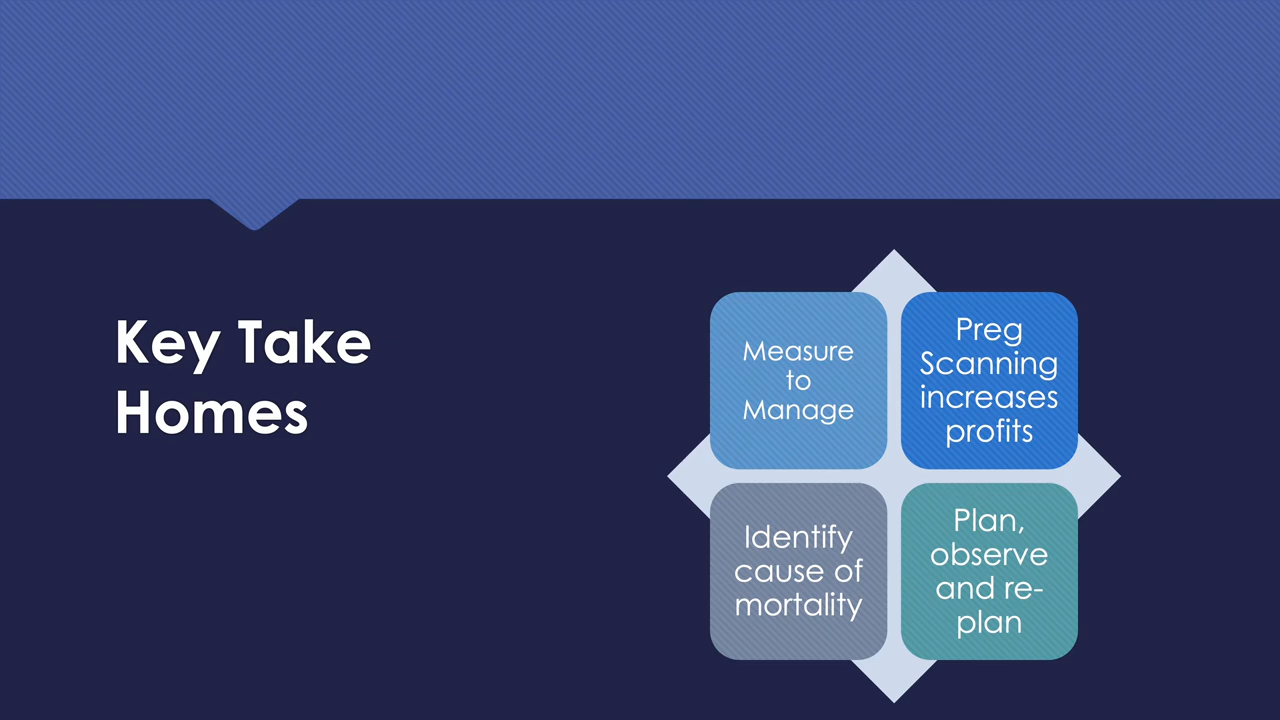 Key Take
Homes
Measure
to
Manage
Preg
Scanning
increases
profits
Identify
cause of
mortality
Plan,
observe
and re-
plan